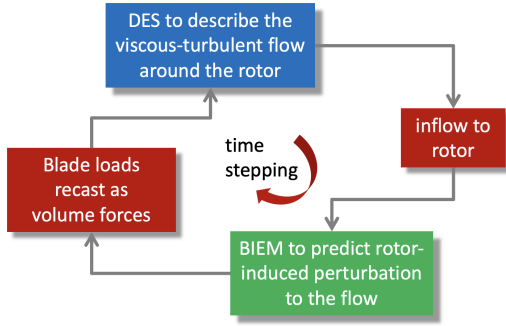 DES to describe the
viscous-turbulent flow
around the rotor
inflow to
rotor
time
stepping
Blade loads
recast as
volume forces
BIEM to predict rotor-
induced perturbation
to the flow